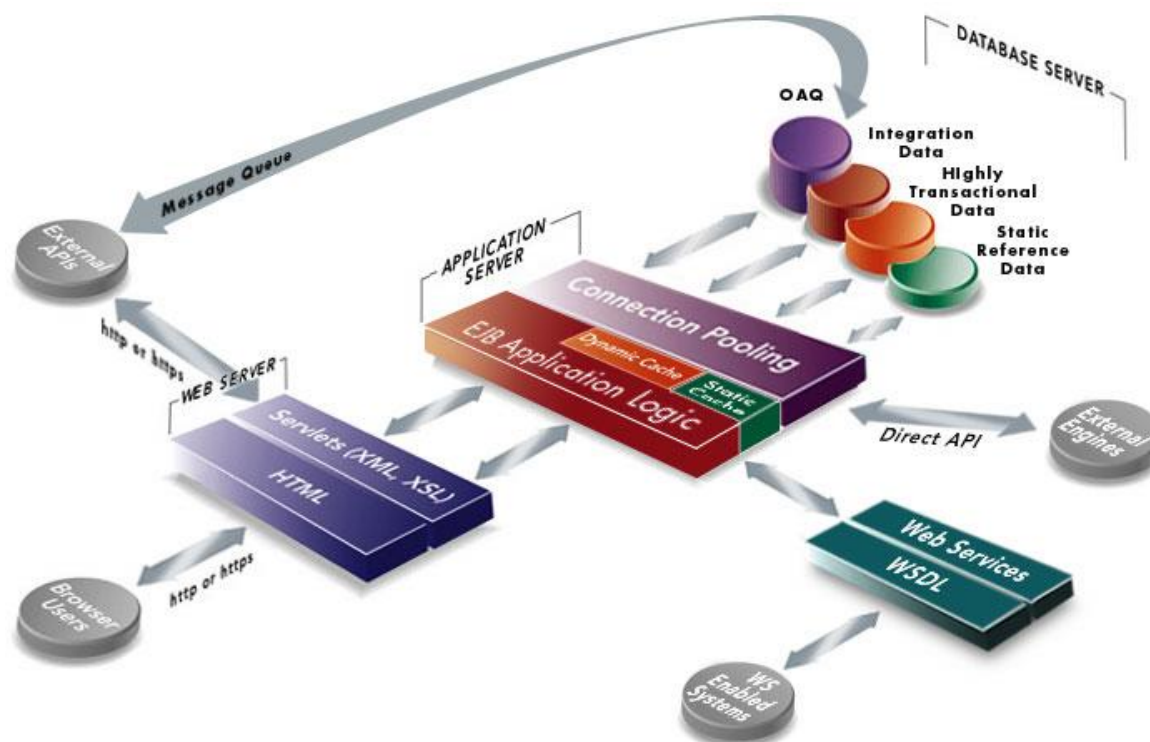 DATABASE SERVER
OAQ
Integration
Data
HIghly
Transactional
Data
Static
Reference
Data
Message Queue
External
APIs
APPLICATION
SERVER
Connection Pooling
Dynamic Cache
Static
Cache
EJB Application Logic
http or https
WEB SERVER
Servlets (XML, XSL)
HTML
Direct API
External
Engines
Web Services
WSDL
http or https
Browser
Users
WS
Enabled
Systems